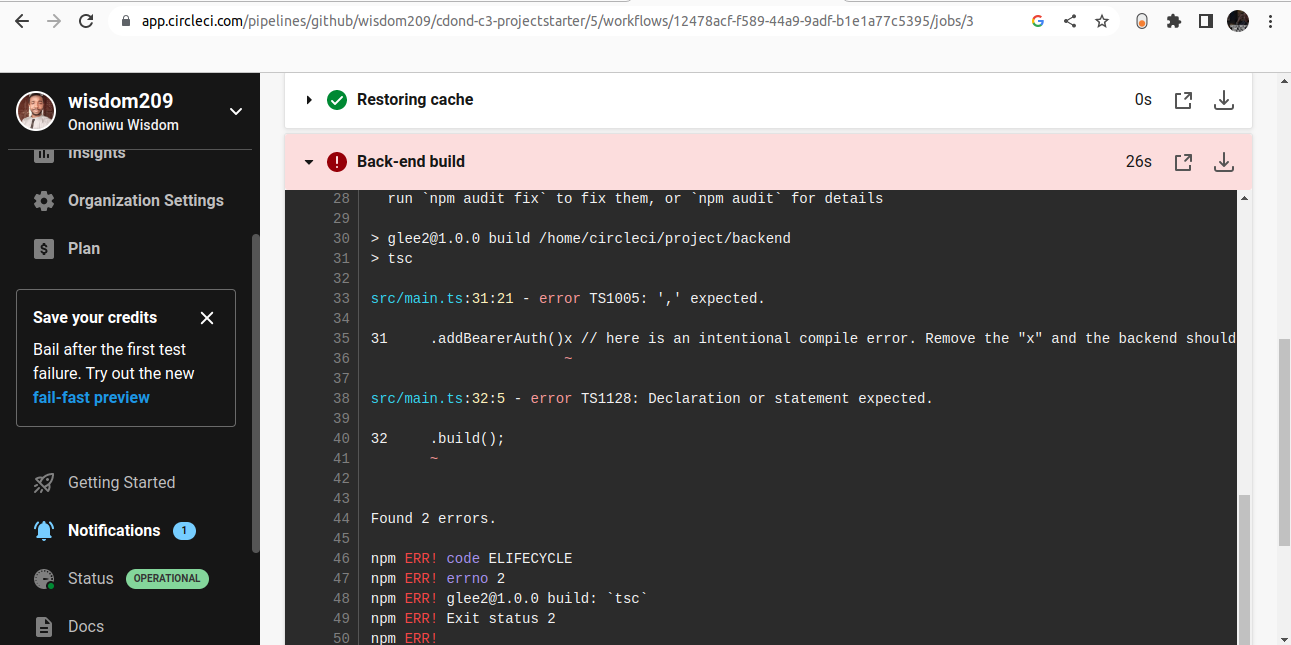 app.circleci.com/pipelines/github/wisdom209/cdond-c3-projectstarter/5/workflows/12478acf-f589-44a9-9adf-b1e1a77c5395/jobs/3
wisdom209
Ononiwu Wisdom
Insights
Organization Settings
$ Plan
Save your credits
Bail after the first test
failure. Try out the new
fail-fast preview
Getting Started
Notifications 1
Status OPERATIONAL
Docs
Restoring cache 0s
! Back-end build 26s
28 run `npm audit fix` to fix them, or `npm audit` for details
29
30 > glee2@1.0.0 build /home/circleci/project/backend
31 > tsc
32
33 src/main.ts:31:21 - error TS1005: ',' expected.
34
35 31 .addBearerAuth()x // here is an intentional compile error. Remove the "x" and the backend should
36 ~
37
38 src/main.ts:32:5 - error TS1128: Declaration or statement expected.
39
40 32 .build();
41 ~
42
43
44 Found 2 errors.
45
46 npm ERR! code ELIFECYCLE
47 npm ERR! errno 2
48 npm ERR! glee2@1.0.0 build: `tsc`
49 npm ERR! Exit status 2
50 npm ERR!